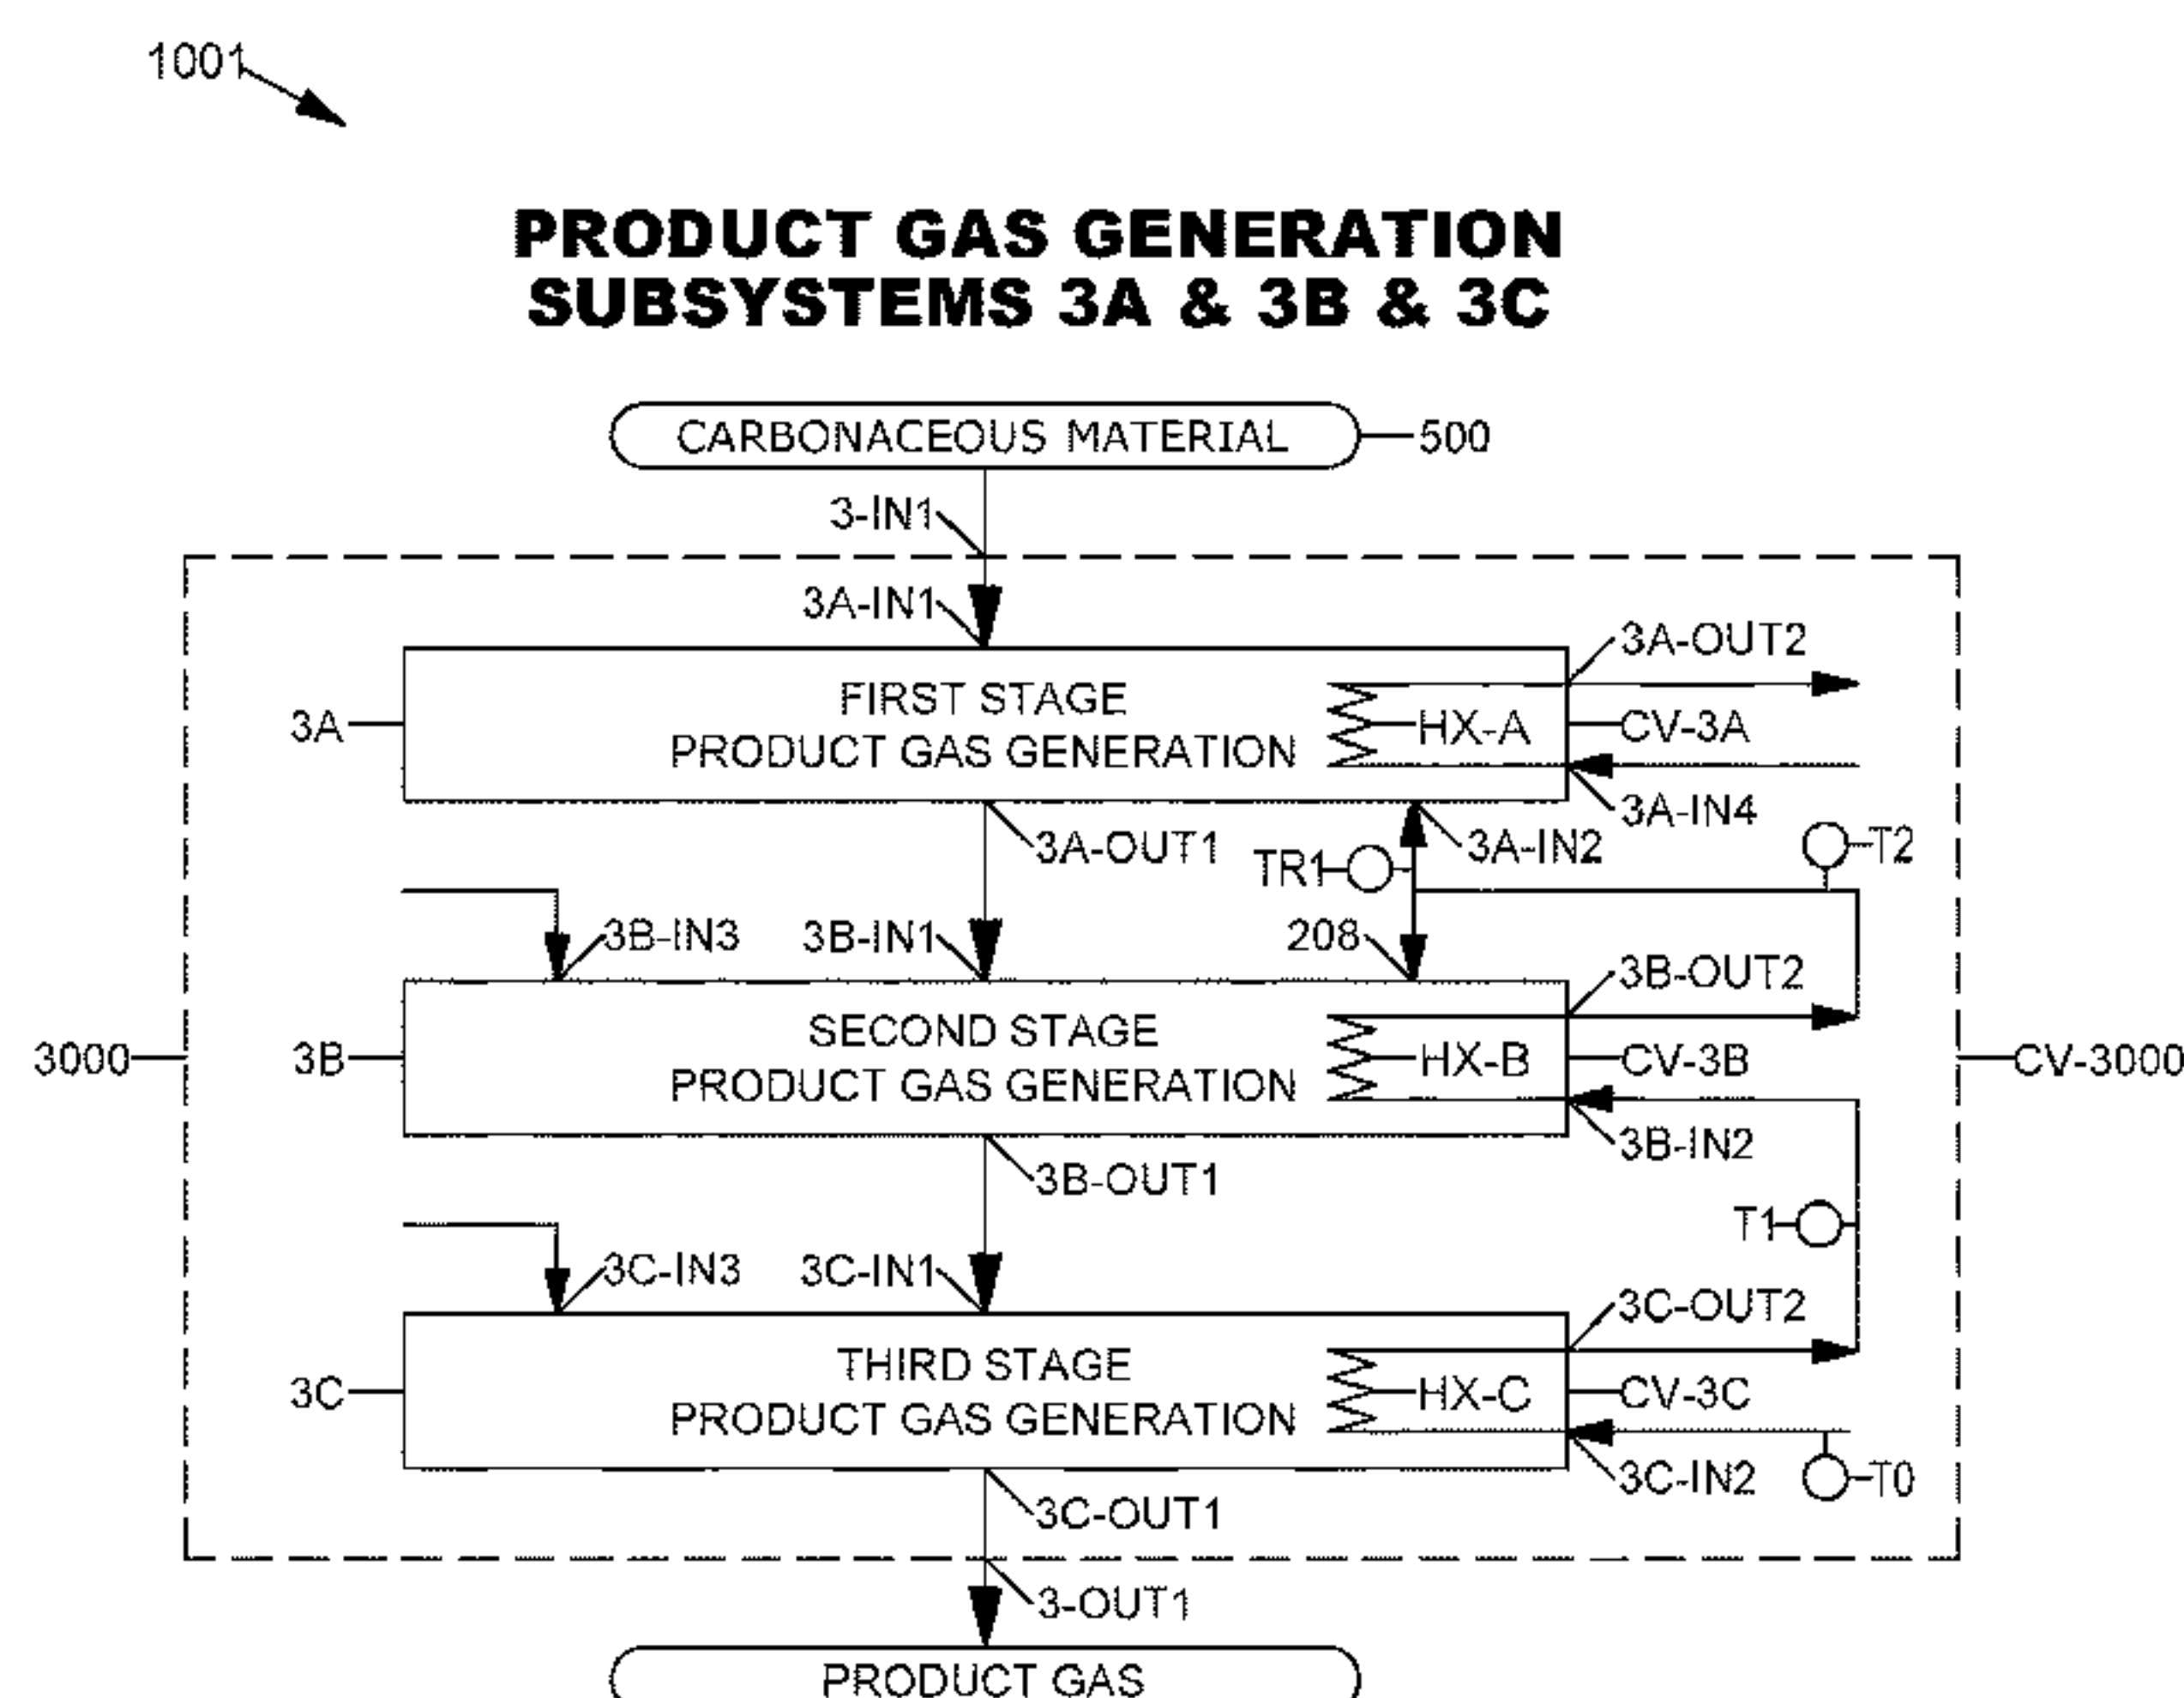 1001
PRODUCT GAS GENERATION
SUBSYSTEMS 3A & 3B & 3C
CARBONACEOUS MATERIAL
500
3-IN1
3A-IN1
3A-OUT2
FIRST STAGE
PRODUCT GAS GENERATION
3A
HX-A
CV-3A
3A-IN4
3A-OUT1
3A-IN2
TR1
T2
3B-IN3
3B-IN1
208
3B-OUT2
SECOND STAGE
PRODUCT GAS GENERATION
3000
3B
HX-B
CV-3B
CV-3000
3B-IN2
3B-OUT1
T1
3C-IN3
3C-IN1
3C-OUT2
THIRD STAGE
PRODUCT GAS GENERATION
3C
HX-C
CV-3C
3C-IN2
T0
3C-OUT1
3-OUT1
PRODUCT GAS